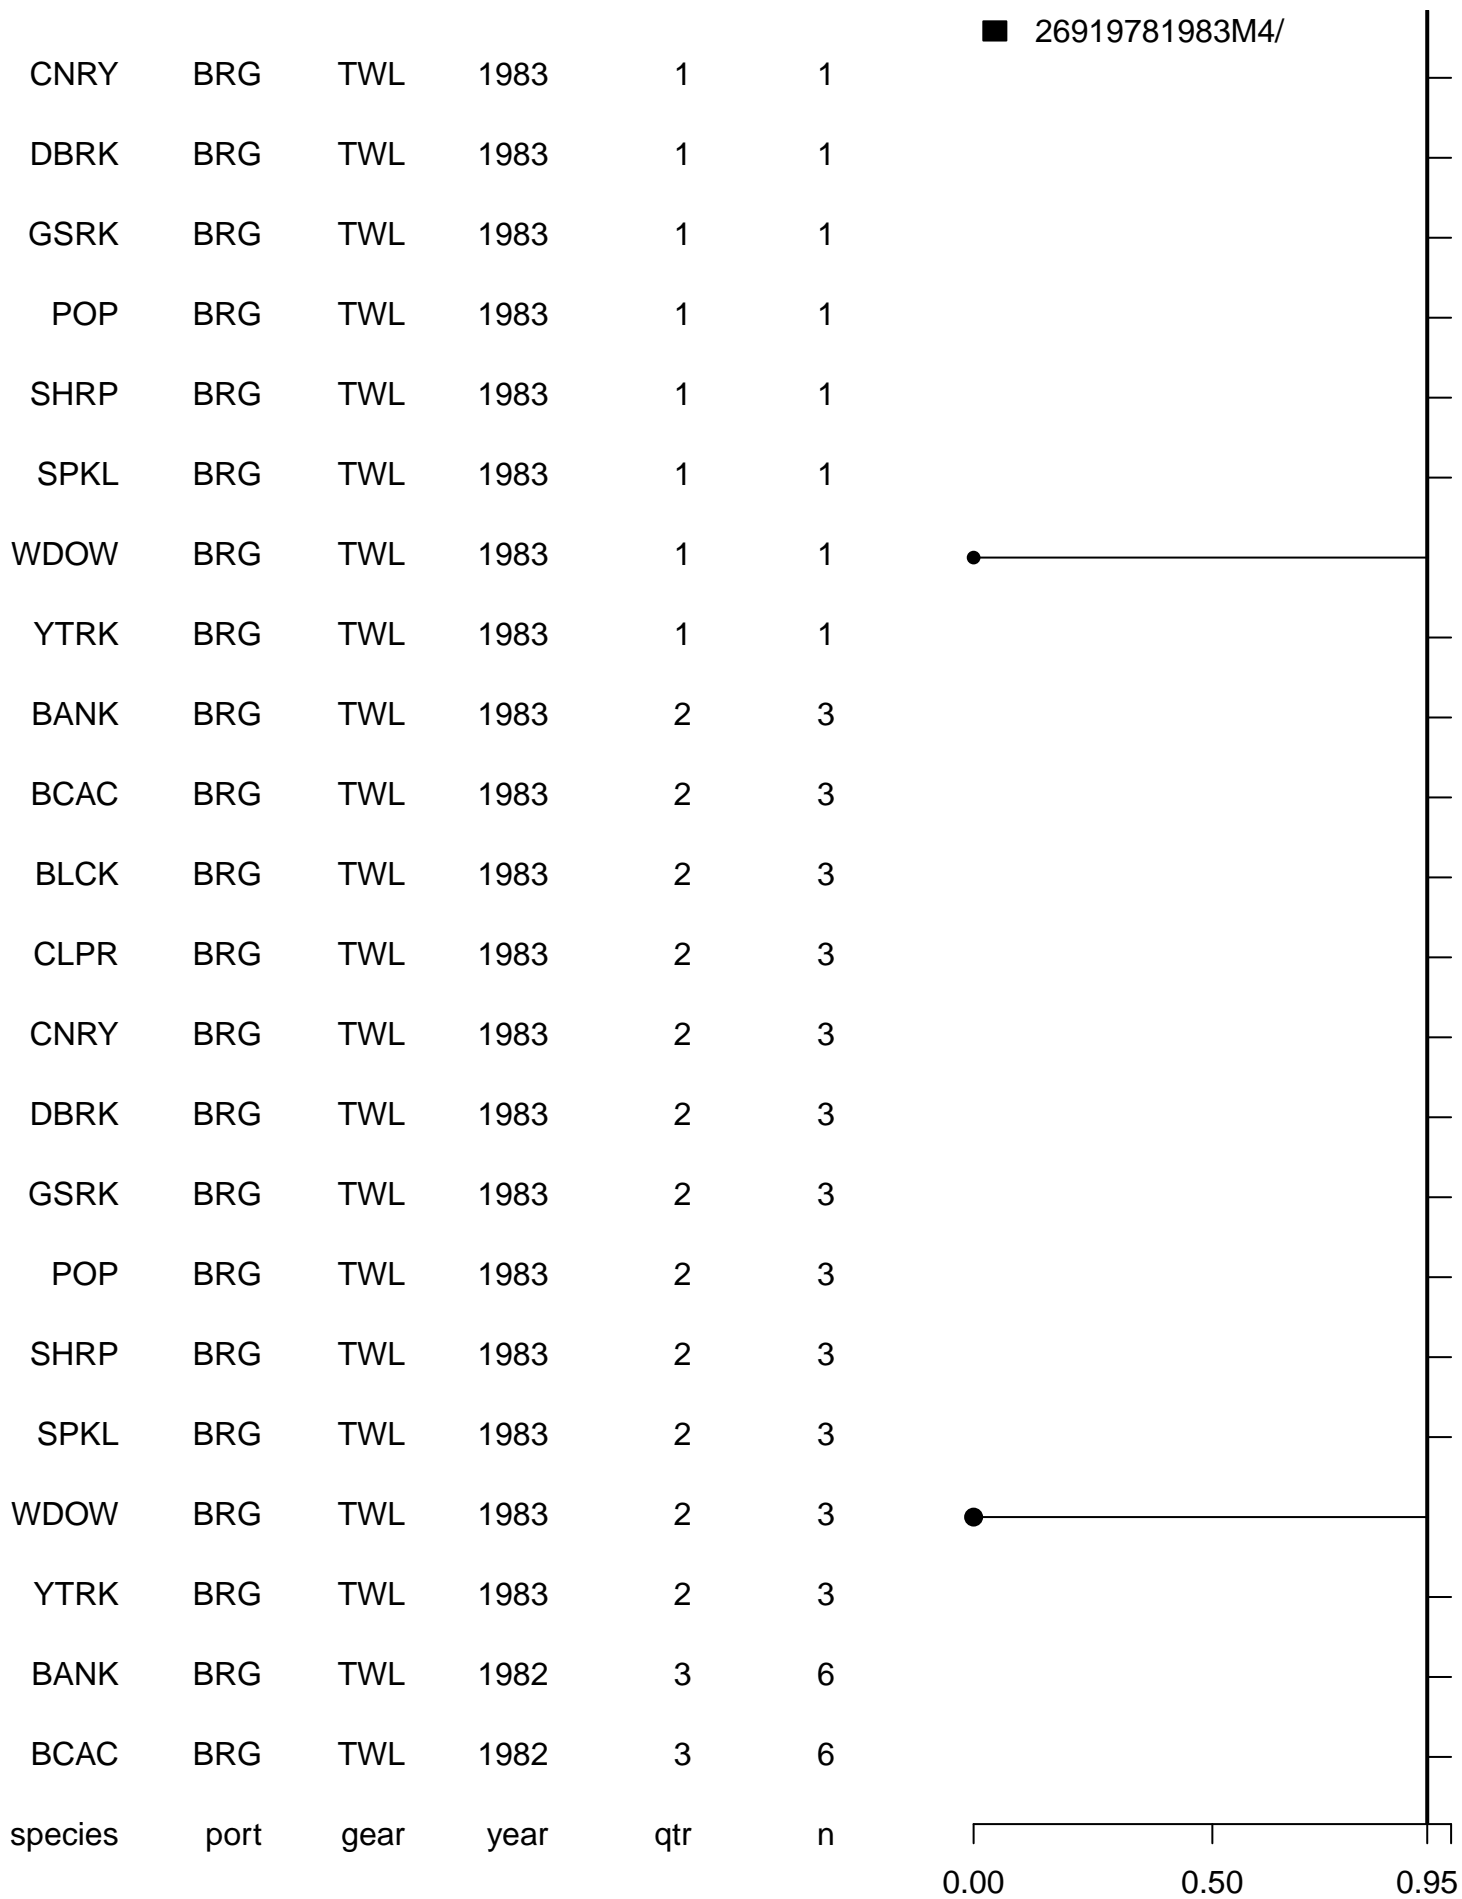 26919781983M4/
CNRY BRG TWL 1983 1 1
DBRK BRG TWL 1983 1 1
GSRK BRG TWL 1983 1 1
POP BRG TWL 1983 1 1
SHRP BRG TWL 1983 1 1
SPKL BRG TWL 1983 1 1
WDOW BRG TWL 1983 1 1
YTRK BRG TWL 1983 1 1
BANK BRG TWL 1983 2 3
BCAC BRG TWL 1983 2 3
BLCK BRG TWL 1983 2 3
CLPR BRG TWL 1983 2 3
CNRY BRG TWL 1983 2 3
DBRK BRG TWL 1983 2 3
GSRK BRG TWL 1983 2 3
POP BRG TWL 1983 2 3
SHRP BRG TWL 1983 2 3
SPKL BRG TWL 1983 2 3
WDOW BRG TWL 1983 2 3
YTRK BRG TWL 1983 2 3
BANK BRG TWL 1982 3 6
BCAC BRG TWL 1982 3 6
species port gear year qtr n
0.00 0.50 0.95